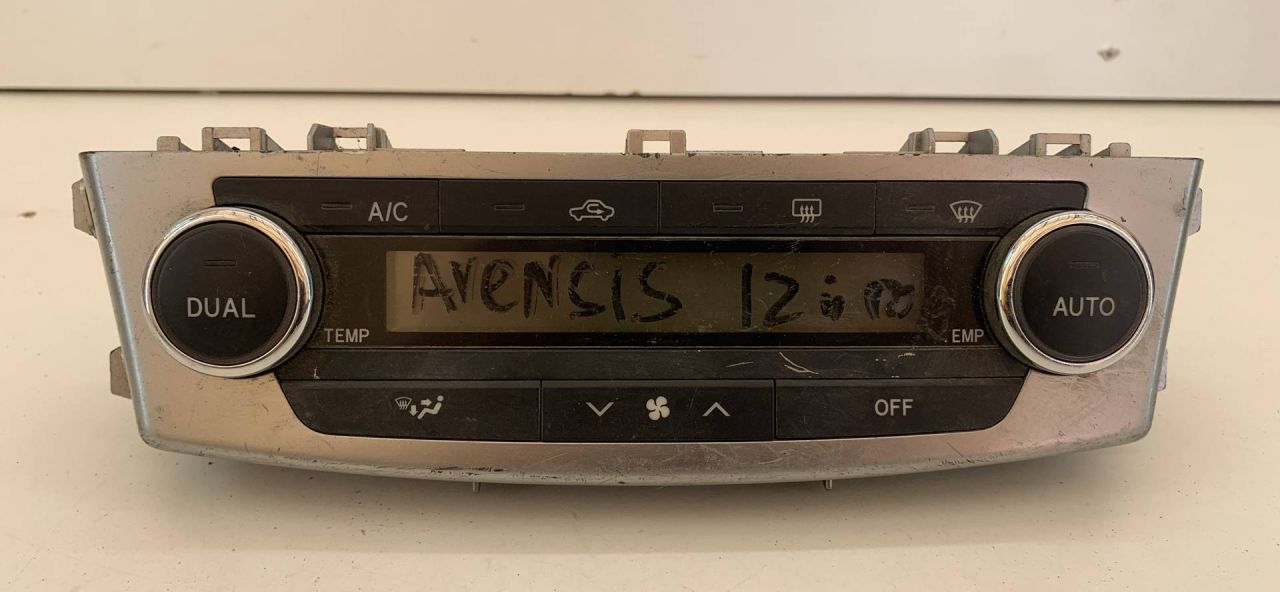 A/C
DUAL
AVENSIS 12
AUTO
TEMP
EMP
OFF